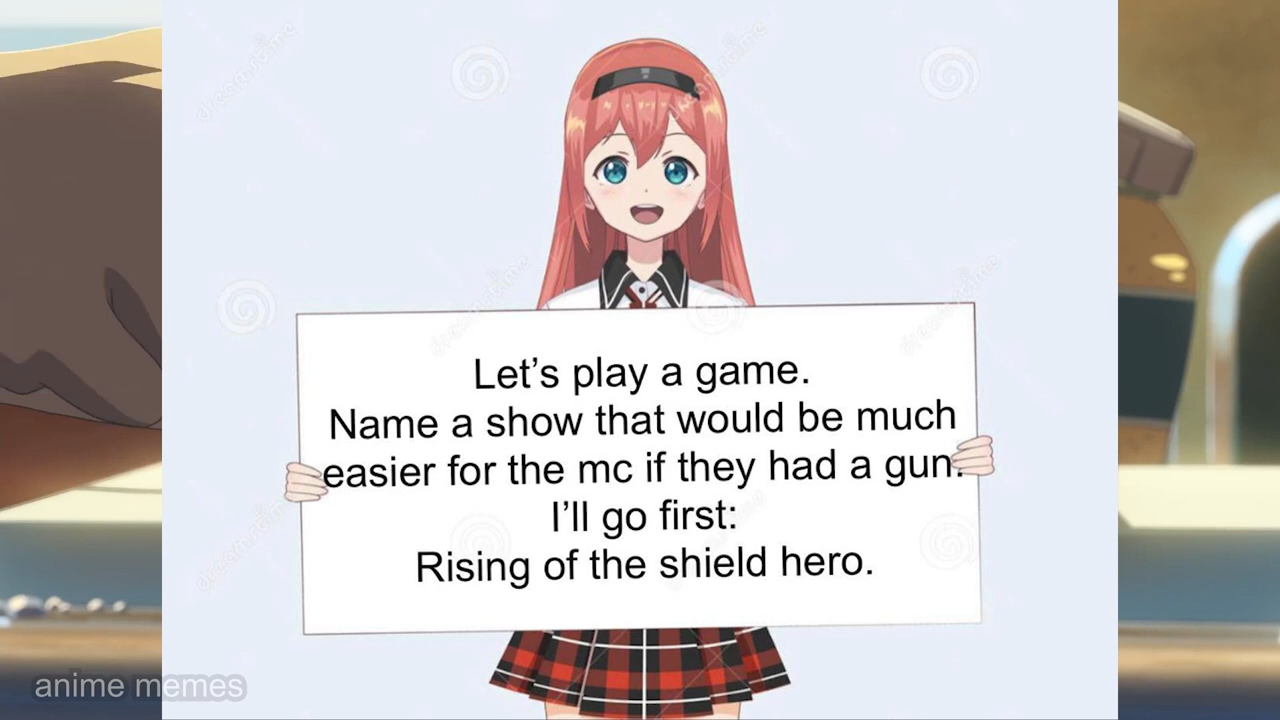 Let's play a game.
Name a show that would be much
easier for the mc if they had a gun.
I'll go first:
Rising of the shield hero.
anime memes
dreamstime